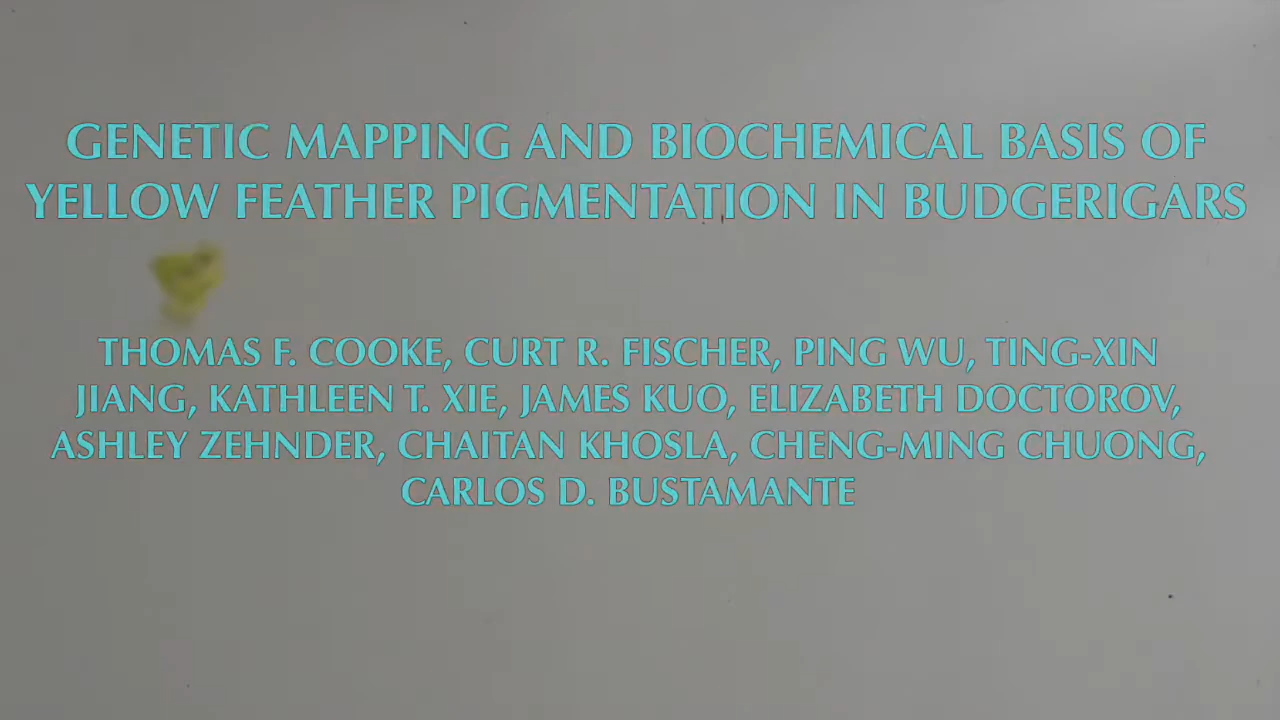 GENETIC MAPPING AND BIOCHEMICAL BASIS OF
YELLOW FEATHER PIGMENTATION IN BUDGERIGARS
THOMAS F. COOKE, CURT R. FISCHER, PING WU, TING-XIN
JIANG, KATHLEEN T. XIE, JAMES KUO, ELIZABETH DOCTOROV,
ASHLEY ZEHNDER, CHAITAN KHOSLA, CHENG-MING CHUONG,
CARLOS D. BUSTAMANTE